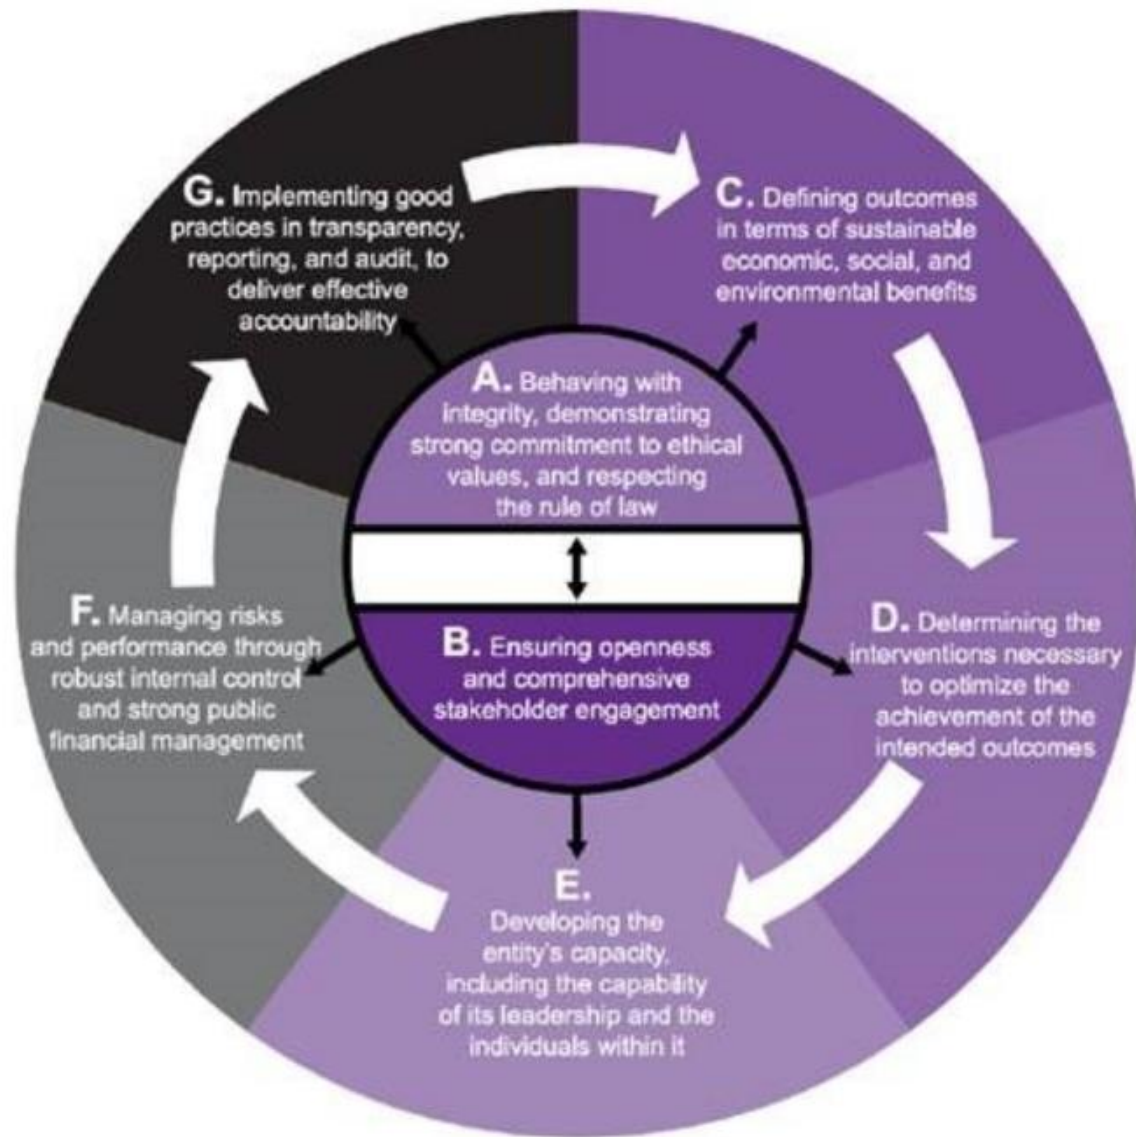 G. Implementing good
practices in transparency,
reporting, and audit, to
deliver effective
accountability
C. Defining outcomes
in terms of sustainable
economic, social, and
environmental benefits
A. Behaving with
integrity, demonstrating
strong commitment to ethical
values, and respecting
the rule of law
F. Managing risks
and performance through
robust internal control
and strong public
financial management
B. Ensuring openness
and comprehensive
stakeholder engagement
D. Determining the
interventions necessary
to optimize the
achievement of the
intended outcomes
E.
Developing the
entity's capacity,
including the capability
of its leadership and the
individuals within it